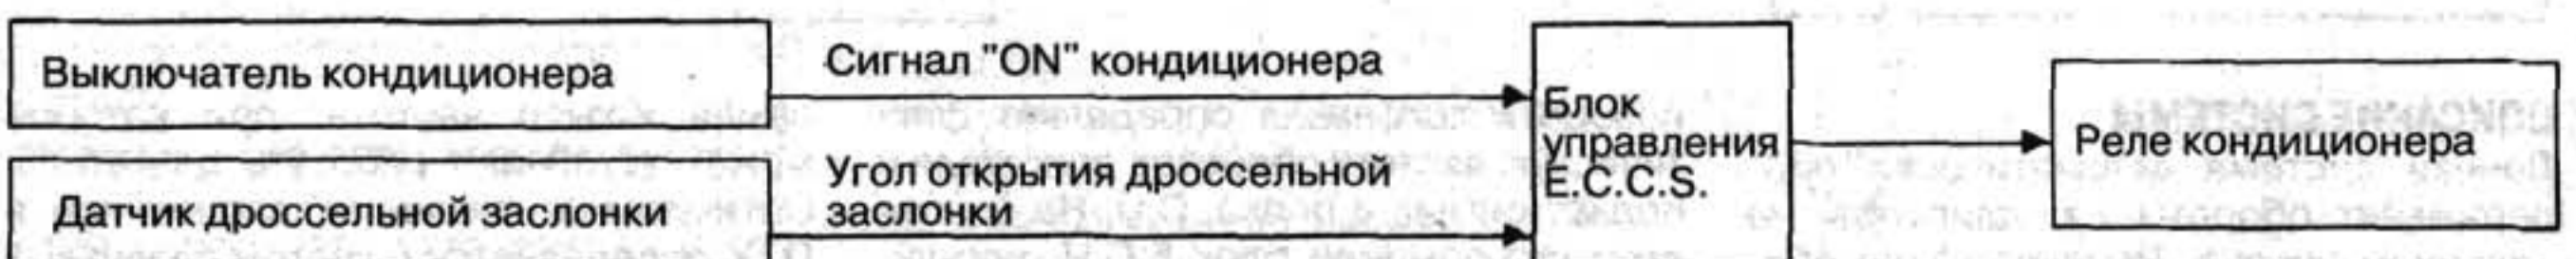 Выключатель кондиционера
Сигнал "ON" кондиционера
Датчик дроссельной заслонки
Угол открытия дроссельной
заслонки
Блок
управления
E.C.C.S.
Реле кондиционера